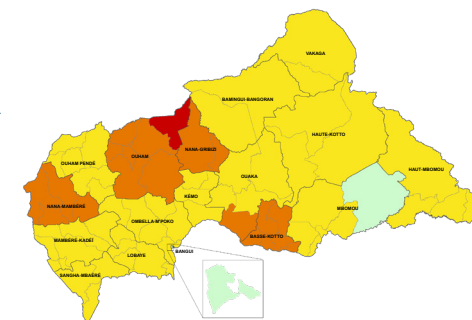 VAKAGA
BAMINGUI-BANGORAN
HAUTE-KOTTO
OUHAM
NANA-GRIBIZI
OUHAM PENDÉ
HAUT-MBOMOU
OUAKA
KÉMO
NANA-MAMBÉRÉ
MBOMOU
OMBELLA-M'POKO
BASSE-KOTTO
MAMBÉRÉ-KADÉÏ
LOBAYE
BANGUI
SANGHA-MBAÉRÉ